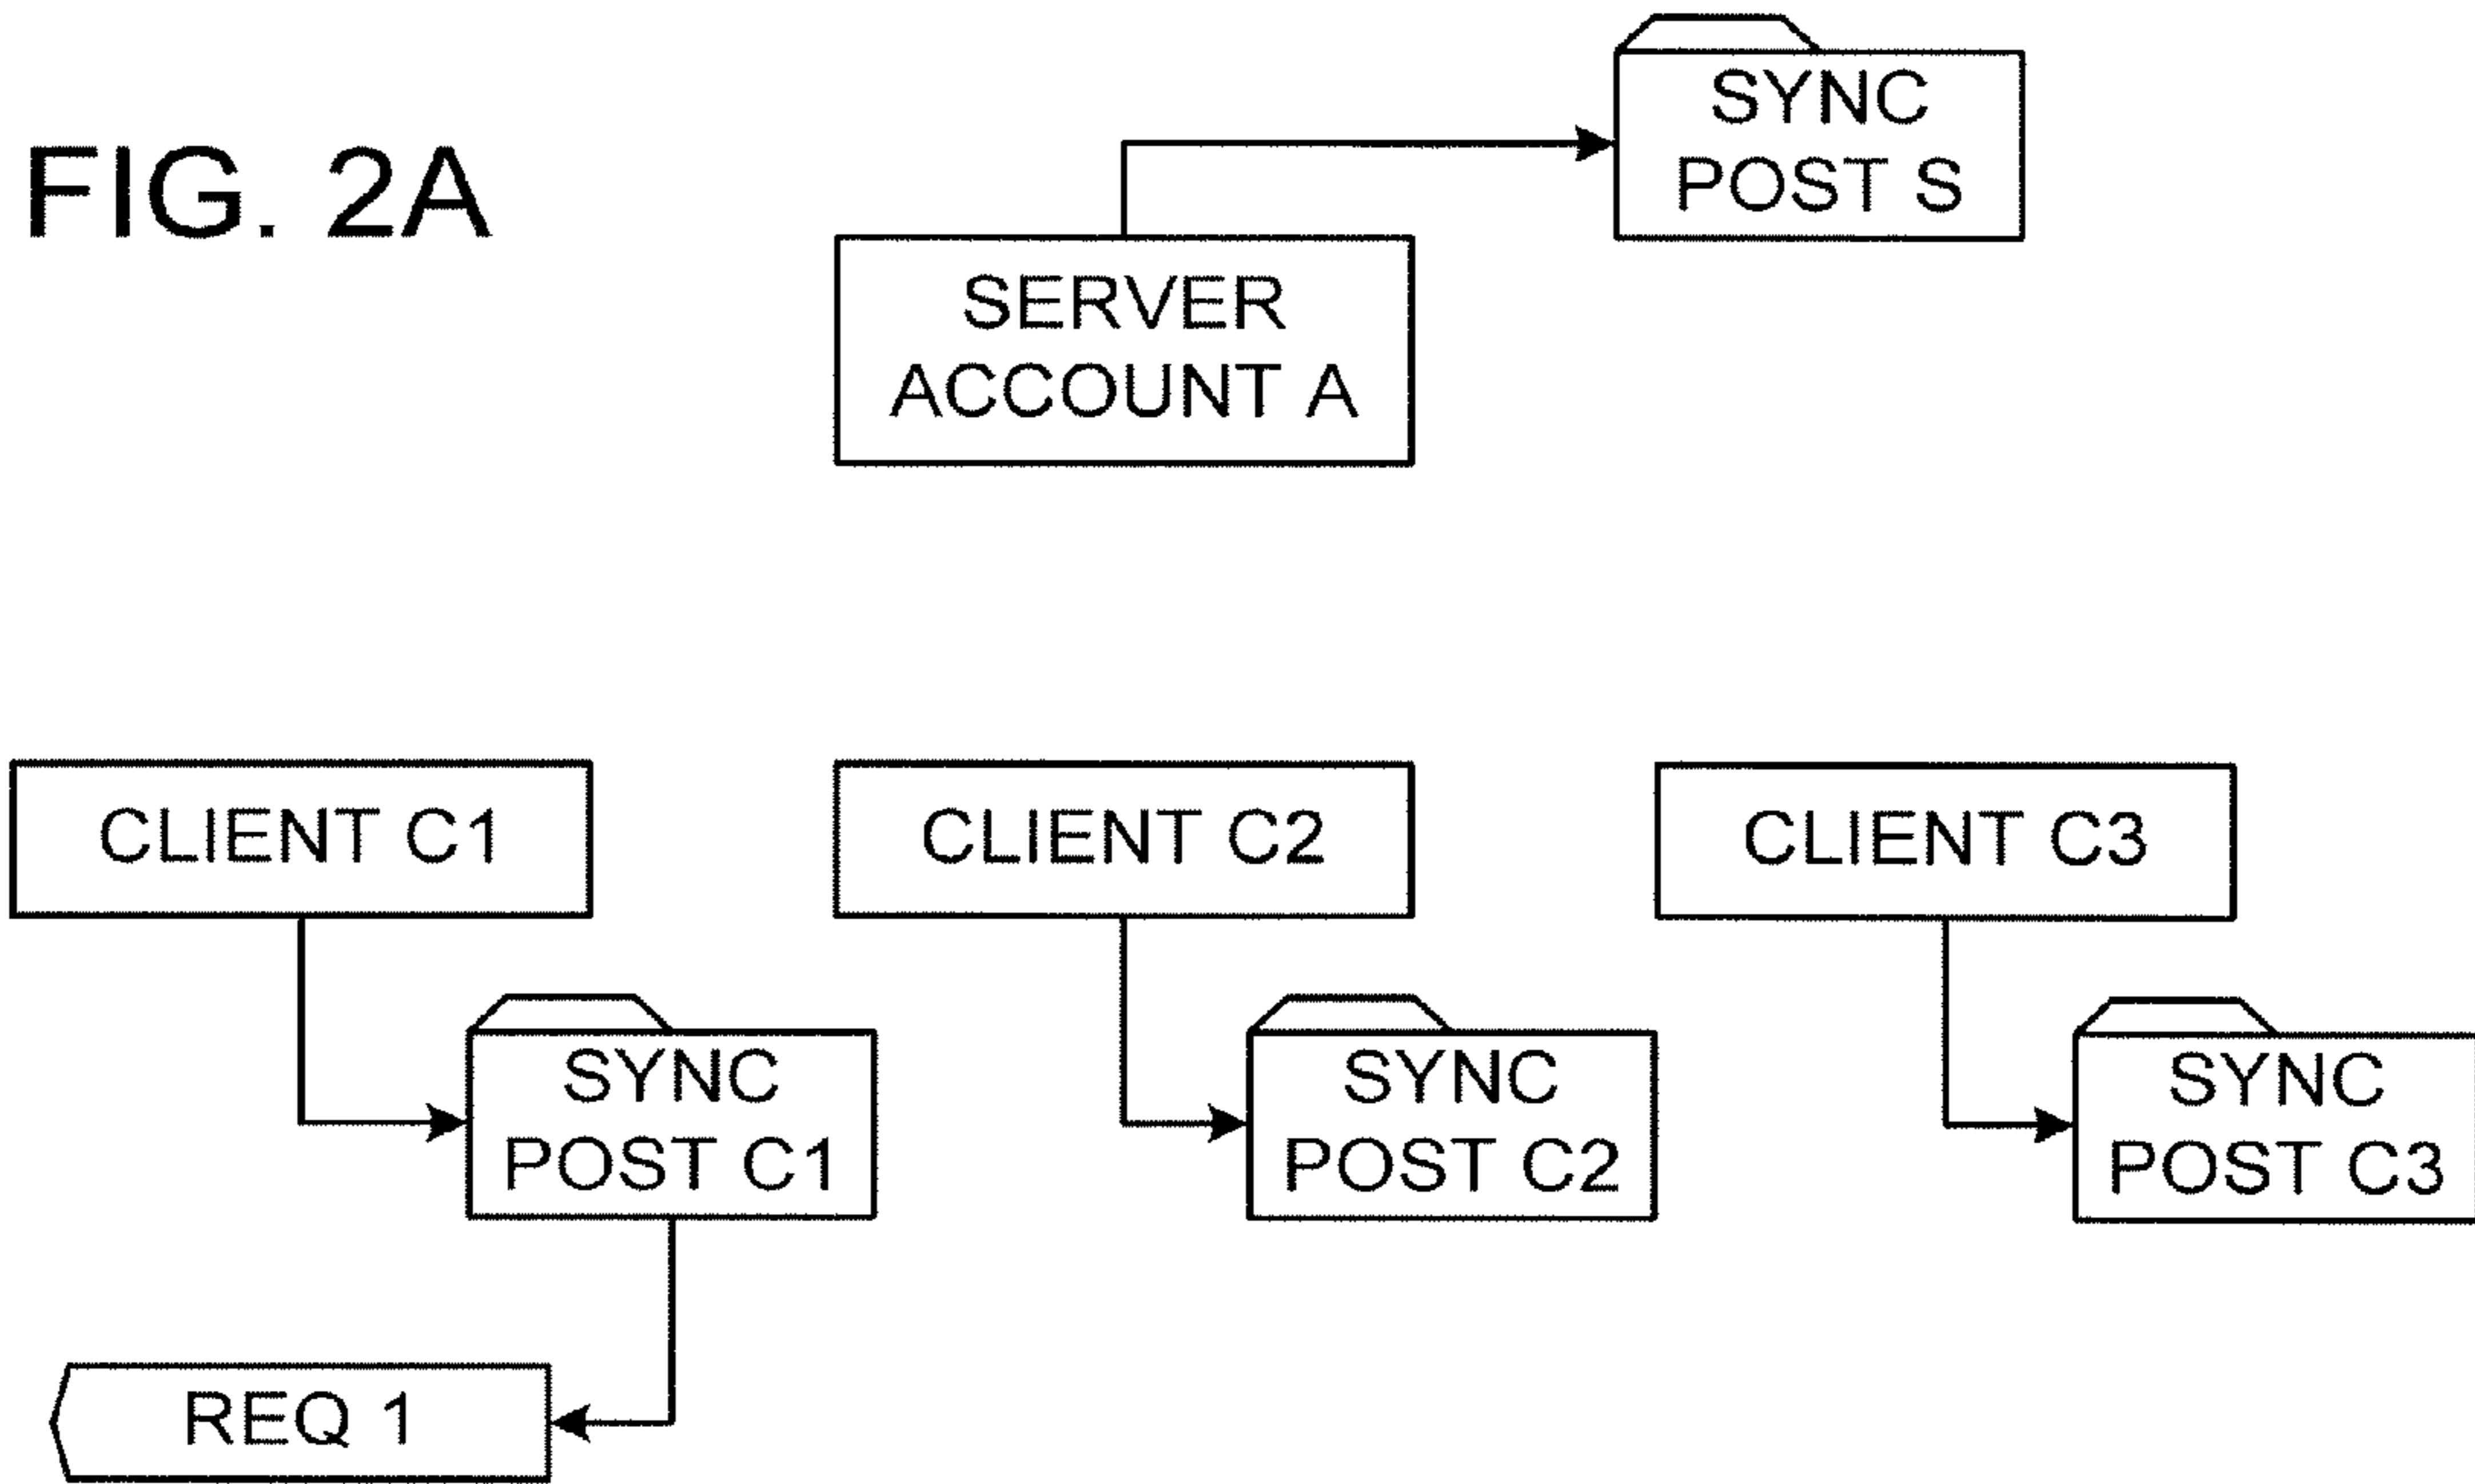 FIG. 2A
SYNC
POST S
SERVER
ACCOUNT A
CLIENT C1
CLIENT C2
CLIENT C3
SYNC
POST C1
SYNC
POST C2
SYNC
POST C3
REQ 1